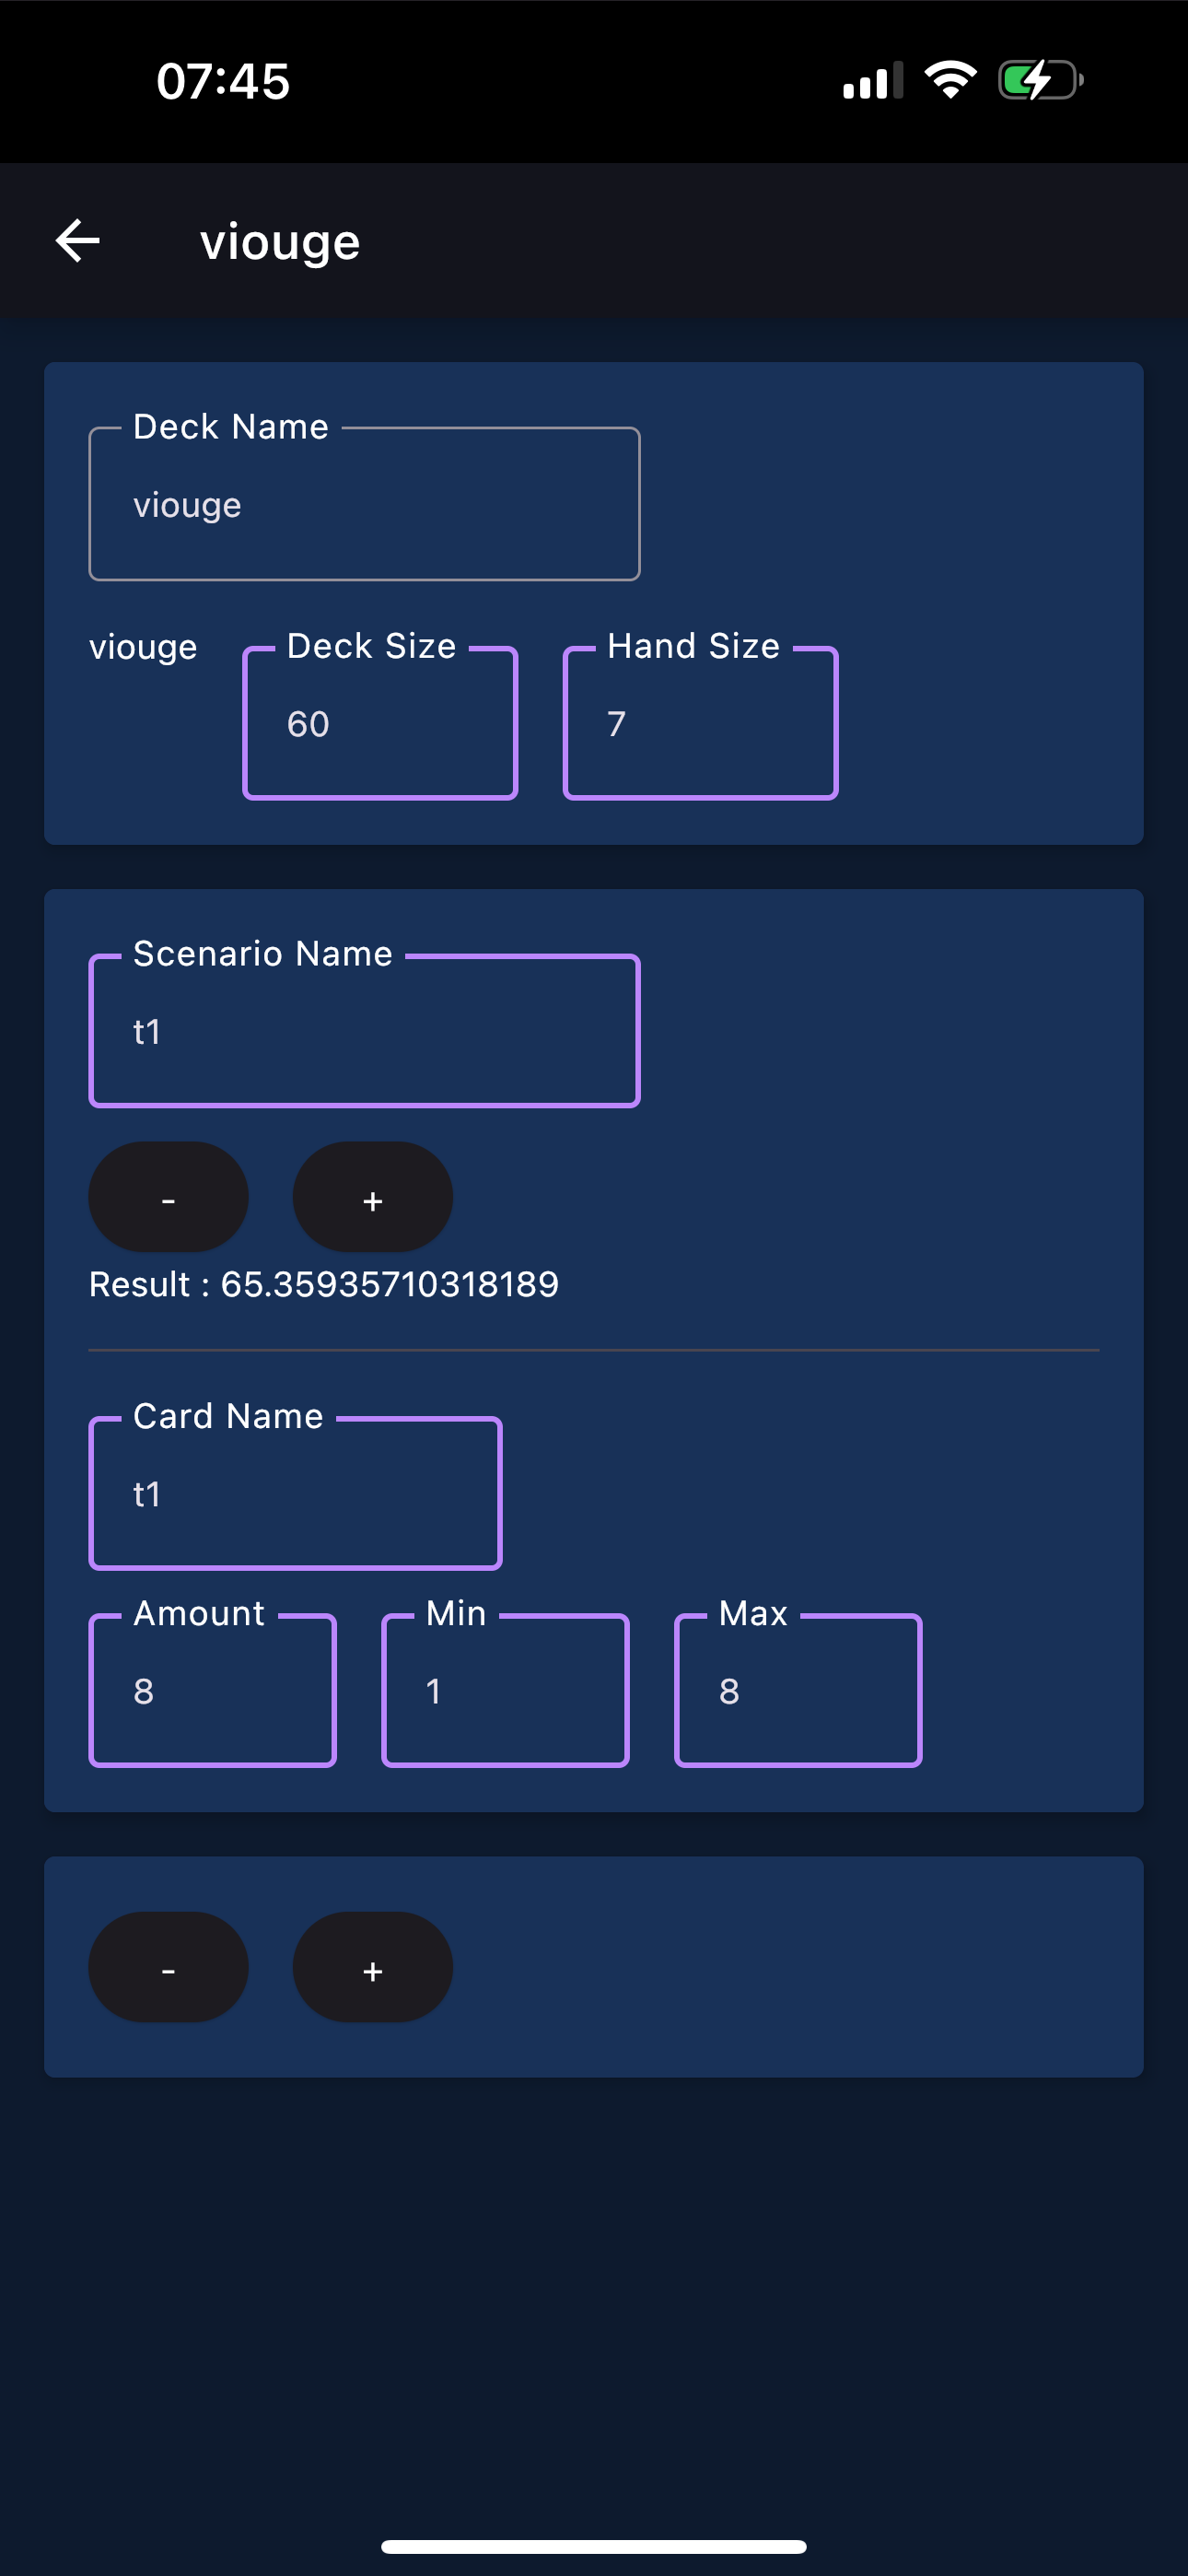 07:45
viouge
Deck Name
viouge
viouge
Deck Size
60
Hand Size
7
Scenario Name
t1
- +
Result : 65.35935710318189
Card Name
t1
Amount Min Max
8 1 8
- +